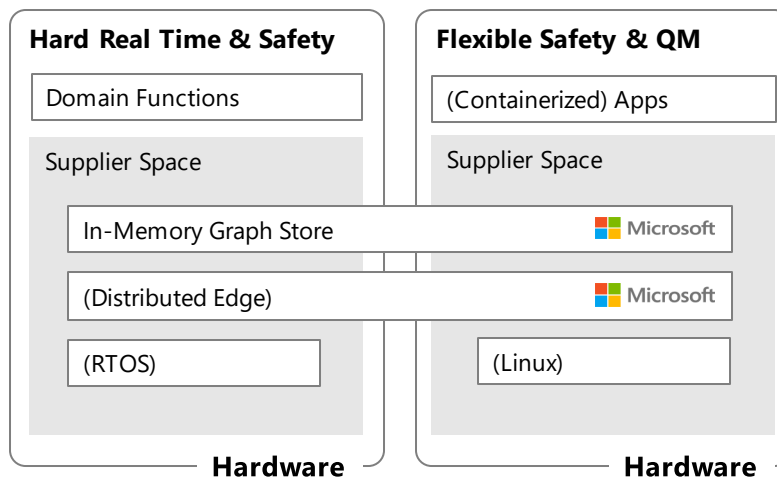 Hard Real Time & Safety
Domain Functions
Supplier Space
Flexible Safety & QM
(Containerized) Apps
Supplier Space
In-Memory Graph Store
Microsoft
(Distributed Edge)
Microsoft
(RTOS)
(Linux)
Hardware
Hardware